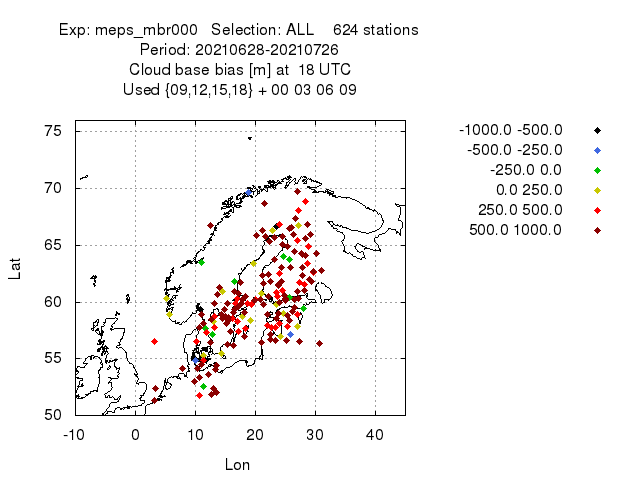 Exp: meps_mbr000 Selection: ALL 624 stations
Period: 20210628-20210726
Cloud base bias [m] at 18 UTC
Used {09,12,15,18} + 00 03 06 09
-1000.0 -500.0
-500.0 -250.0
-250.0 0.0
0.0 250.0
250.0 500.0
500.0 1000.0
75
70
65
60
55
50
Lat
-10 0 10 20 30 40
Lon